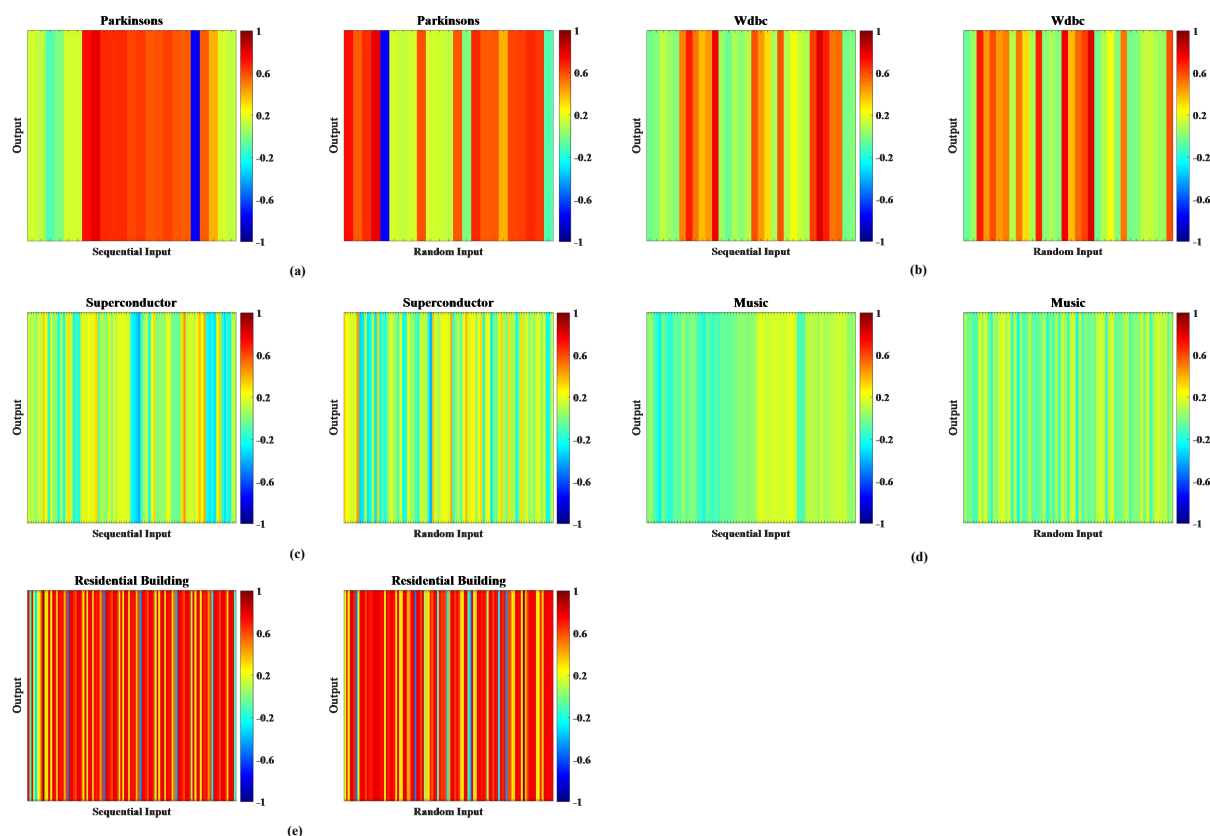 Parkinsons
Output
1
0.6
0.2
-0.2
-0.6
-1
Sequential Input
Parkinsons
Output
1
0.6
0.2
-0.2
-0.6
-1
Random Input
(a)
Wdbc
Output
1
0.6
0.2
-0.2
-0.6
-1
Sequential Input
Wdbc
Output
1
0.6
0.2
-0.2
-0.6
-1
Random Input
(b)
Superconductor
Output
1
0.6
0.2
-0.2
-0.6
-1
Sequential Input
Superconductor
Output
1
0.6
0.2
-0.2
-0.6
-1
Random Input
(c)
Music
Output
1
0.6
0.2
-0.2
-0.6
-1
Sequential Input
Music
Output
1
0.6
0.2
-0.2
-0.6
-1
Random Input
(d)
Residential Building
Output
1
0.6
0.2
-0.2
-0.6
-1
Sequential Input
Residential Building
Output
1
0.6
0.2
-0.2
-0.6
-1
Random Input
(e)